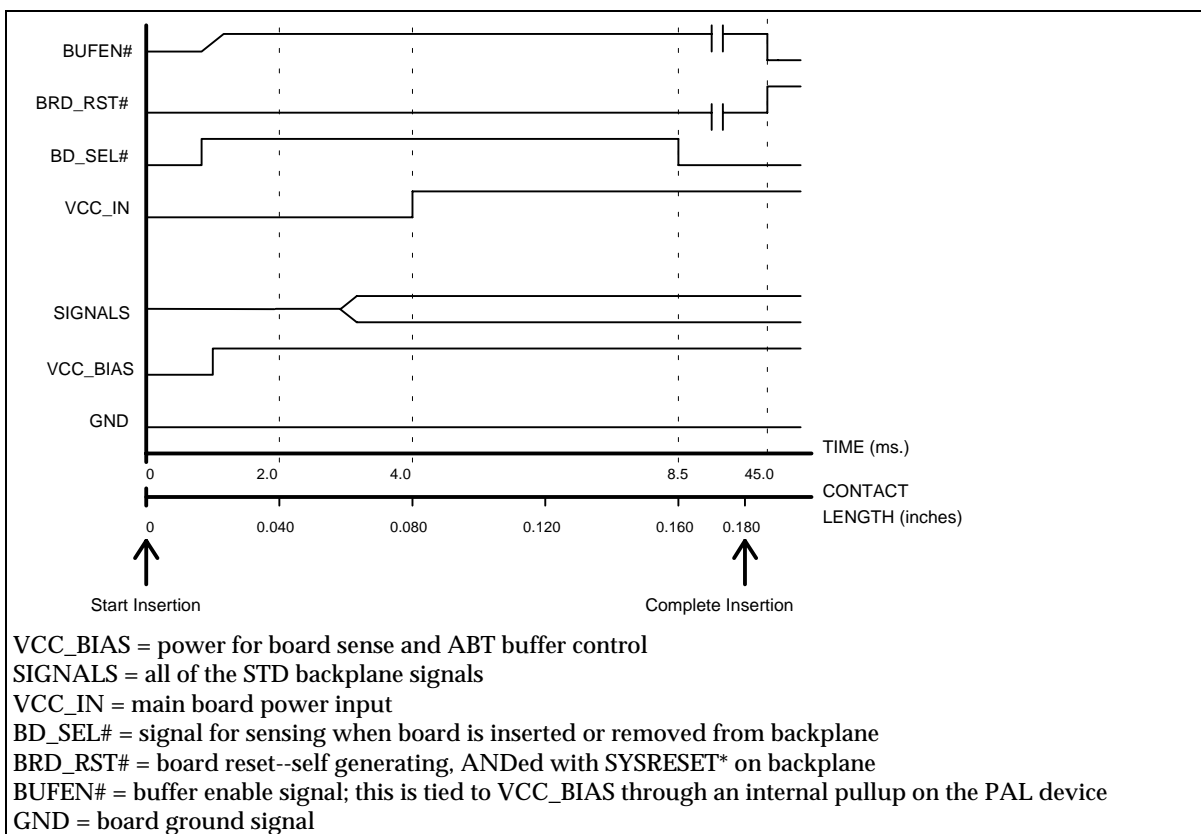 BUFEN#
BRD_RST#
BD_SEL#
VCC_IN
SIGNALS
VCC_BIAS
GND
TIME (ms.)
0 2.0 4.0 8.5 45.0
CONTACT
LENGTH (inches)
0 0.040 0.080 0.120 0.160 0.180
Start Insertion Complete Insertion
VCC_BIAS = power for board sense and ABT buffer control
SIGNALS = all of the STD backplane signals
VCC_IN = main board power input
BD_SEL# = signal for sensing when board is inserted or removed from backplane
BRD_RST# = board reset--self generating, ANDed with SYSRESET* on backplane
BUFEN# = buffer enable signal; this is tied to VCC_BIAS through an internal pullup on the PAL device
GND = board ground signal